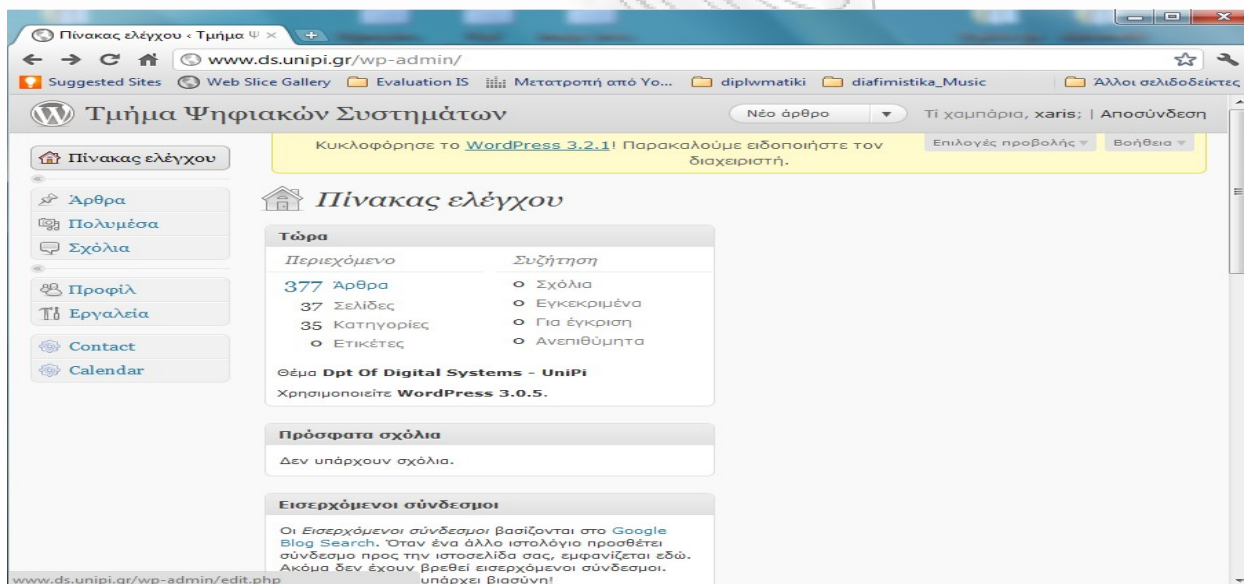 Πίνακας ελέγχου ‹ Τμήμα Ψ
www.ds.unipi.gr/wp-admin/
Suggested Sites Web Slice Gallery Evaluation IS Μετατροπή από Yo... diplwmatiki diafimistika_Music Άλλοι σελιδοδείκτες
Τμήμα Ψηφιακών Συστημάτων Νέο άρθρο Τί χαμπάρια, xaris; | Αποσύνδεση
Κυκλοφόρησε το WordPress 3.2.1! Παρακαλούμε ειδοποιήστε τον
διαχειριστή.
Επιλογές προβολής Βοήθεια
Πίνακας ελέγχου
Άρθρα
Πολυμέσα
Σχόλια
Προφίλ
Εργαλεία
Contact
Calendar
Πίνακας ελέγχου
Τώρα
Περιεχόμενο Συζήτηση
377 Άρθρα 0 Σχόλια
37 Σελίδες 0 Εγκεκριμένα
35 Κατηγορίες 0 Για έγκριση
0 Ετικέτες 0 Ανεπιθύμητα
Θέμα Dpt Of Digital Systems - UniPi
Χρησιμοποιείτε WordPress 3.0.5.
Πρόσφατα σχόλια
Δεν υπάρχουν σχόλια.
Εισερχόμενοι σύνδεσμοι
Οι Εισερχόμενοι σύνδεσμοι βασίζονται στο Google
Blog Search. Όταν ένα άλλο ιστολόγιο προσθέτει
σύνδεσμο προς την ιστοσελίδα σας, εμφανίζεται εδώ.
Ακόμα δεν έχουν βρεθεί εισερχόμενοι σύνδεσμοι.
υπάρχει βιασύνη!
www.ds.unipi.gr/wp-admin/edit.php